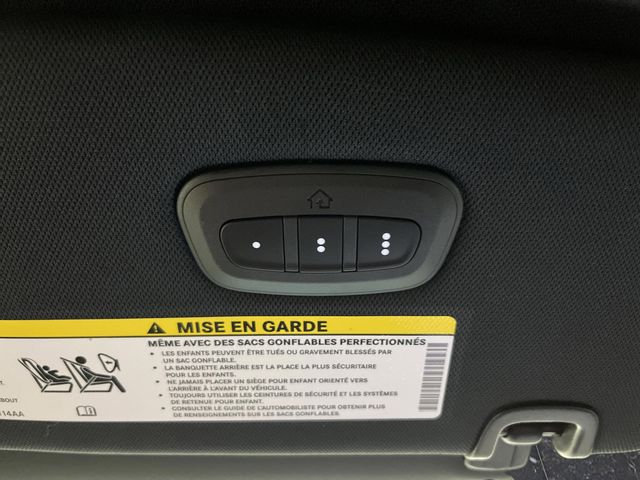 MISE EN GARDE
MÊME AVEC DES SACS GONFLABLES PERFECTIONNÉS
• LES ENFANTS PEUVENT ÊTRE TUÉS OU GRAVEMENT BLESSÉS PAR
UN SAC GONFLABLE.
• LA BANQUETTE ARRIÈRE EST LA PLACE LA PLUS SÉCURITAIRE
POUR LES ENFANTS.
• NE JAMAIS PLACER UN SIÈGE POUR ENFANT ORIENTÉ VERS
L'ARRIÈRE À L'AVANT DU VÉHICULE.
• TOUJOURS UTILISER LES CEINTURES DE SÉCURITÉ ET LES SYSTÈMES
DE RETENUE POUR ENFANT.
• CONSULTER LE GUIDE DE L'AUTOMOBILISTE POUR OBTENIR PLUS
DE RENSEIGNEMENTS SUR LES SACS GONFLABLES.
BOUT
14AA